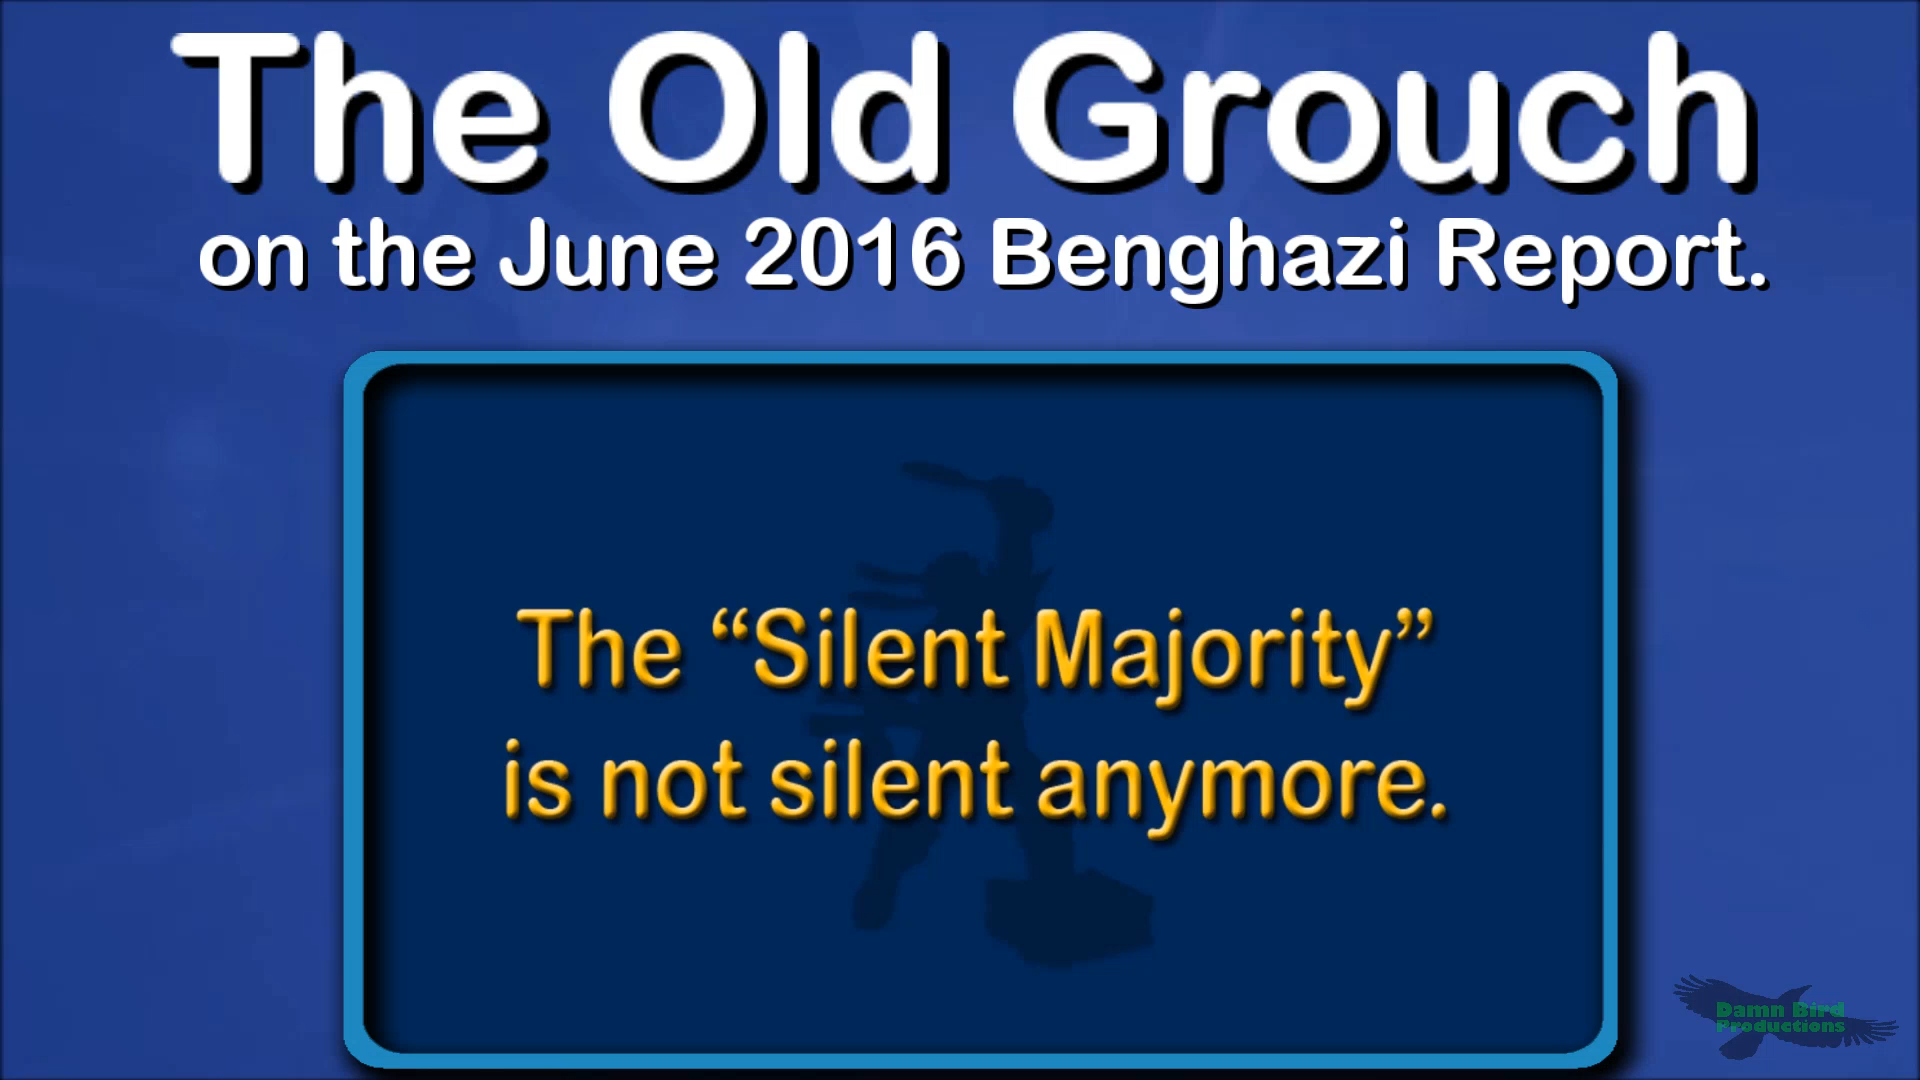 The Old Grouch
on the June 2016 Benghazi Report.
The “Silent Majority”
is not silent anymore.
Damn Bird
Productions